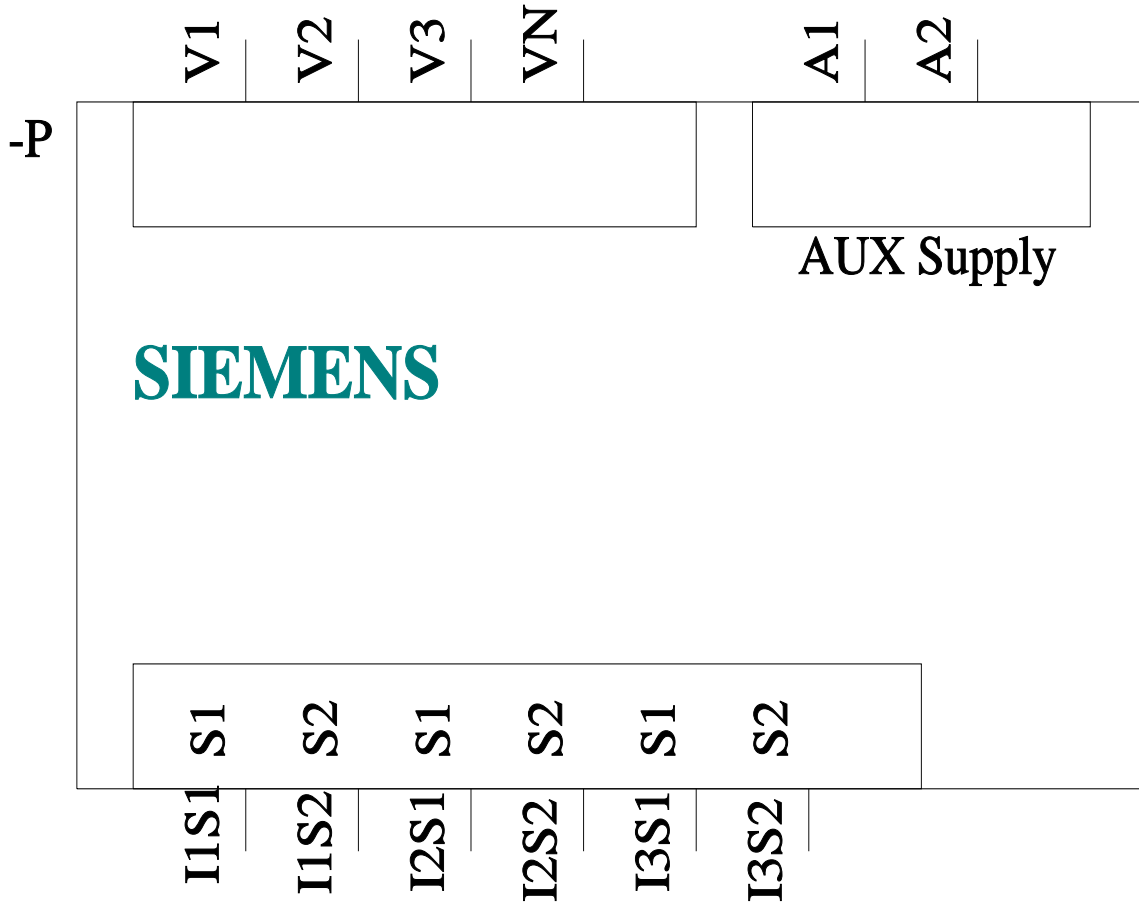 V1 V2 V3 VN A1 A2
-P
AUX Supply
SIEMENS
S1 S2 S1 S2 S1 S2
I1S1 I1S2 I2S1 I2S2 I3S1 I3S2